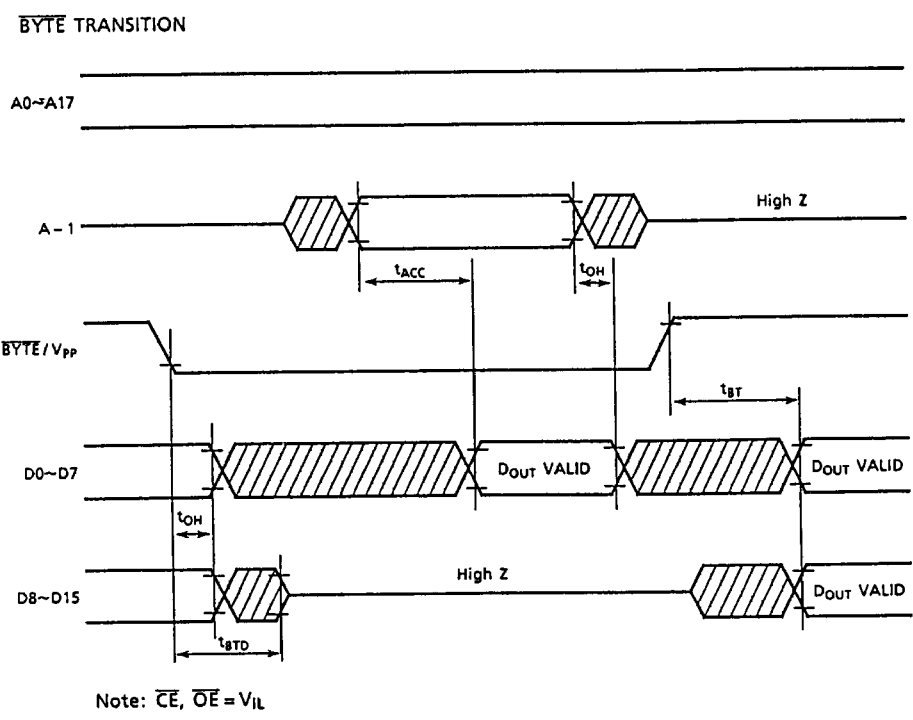 BYTE TRANSITION
A0~A17
High Z
A-1
tACC
tOH
BYTE/VPP
tBT
D0~D7
DOUT VALID
DOUT VALID
tOH
High Z
D8~D15
DOUT VALID
tBTD
Note: CE, OE=VIL